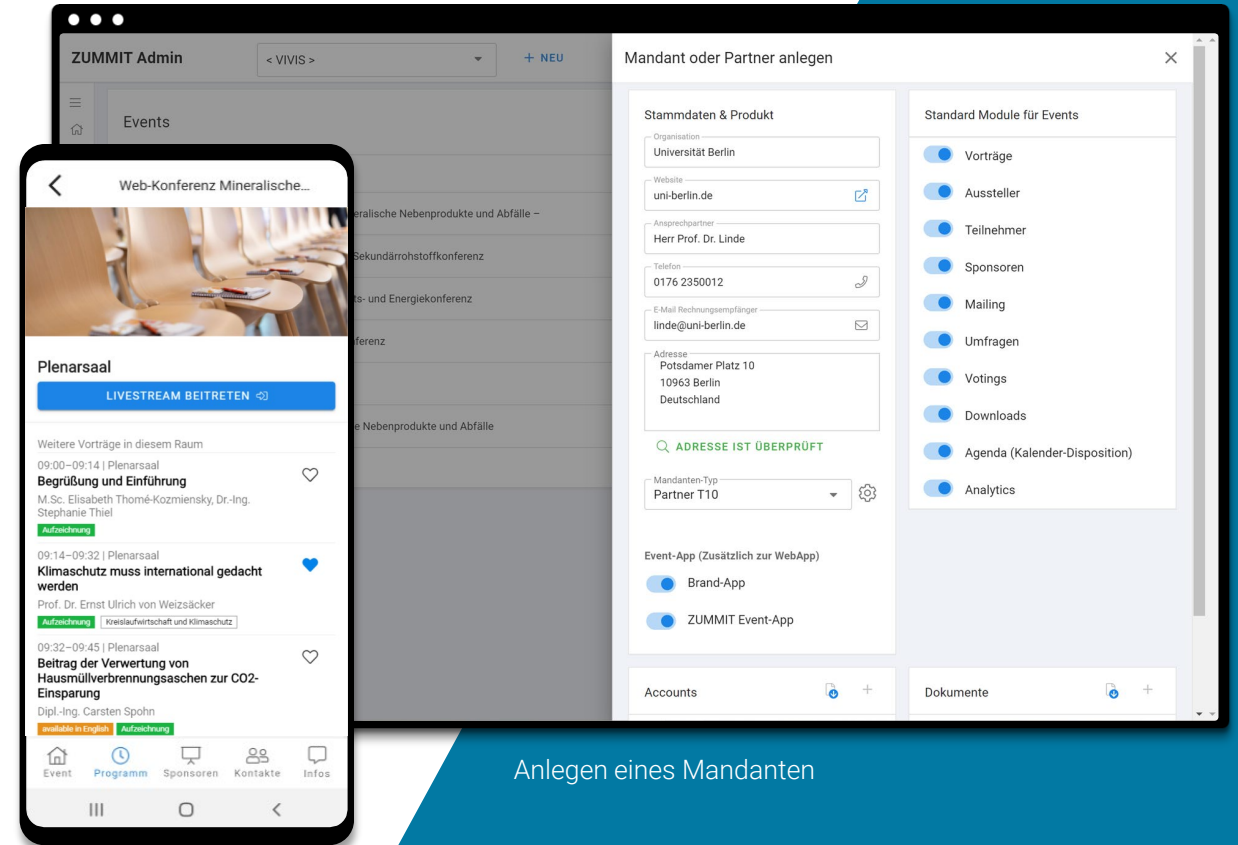 ZUMMIT Admin
< VIVIS >
+ NEU
Events
eralische Nebenprodukte und Abfälle –
Sekundärrohstoffkonferenz
ts- und Energiekonferenz
ferenz
e Nebenprodukte und Abfälle
Mandant oder Partner anlegen
Stammdaten & Produkt
Organisation
Universität Berlin
Website
uni-berlin.de
Ansprechpartner
Herr Prof. Dr. Linde
Telefon
0176 2350012
E-Mail Rechnungsempfänger
linde@uni-berlin.de
Adresse
Potsdamer Platz 10
10963 Berlin
Deutschland
ADRESSE IST ÜBERPRÜFT
Mandanten-Typ
Partner T10
Event-App (Zusätzlich zur WebApp)
Brand-App
ZUMMIT Event-App
Standard Module für Events
Vorträge
Aussteller
Teilnehmer
Sponsoren
Mailing
Umfragen
Votings
Downloads
Agenda (Kalender-Disposition)
Analytics
Accounts
Dokumente
Web-Konferenz Mineralische...
Plenarsaal
LIVESTREAM BEITRETEN
Weitere Vorträge in diesem Raum
09:00–09:14 | Plenarsaal
Begrüßung und Einführung
M.Sc. Elisabeth Thomé-Kozmiensky, Dr.-Ing.
Stephanie Thiel
Aufzeichnung
09:14–09:32 | Plenarsaal
Klimaschutz muss international gedacht
werden
Prof. Dr. Ernst Ulrich von Weizsäcker
Aufzeichnung Kreislaufwirtschaft und Klimaschutz
09:32–09:45 | Plenarsaal
Beitrag der Verwertung von
Hausmüllverbrennungsaschen zur CO2-
Einsparung
Dipl.-Ing. Carsten Spohn
available in English Aufzeichnung
Event Programm Sponsoren Kontakte Infos
Anlegen eines Mandanten